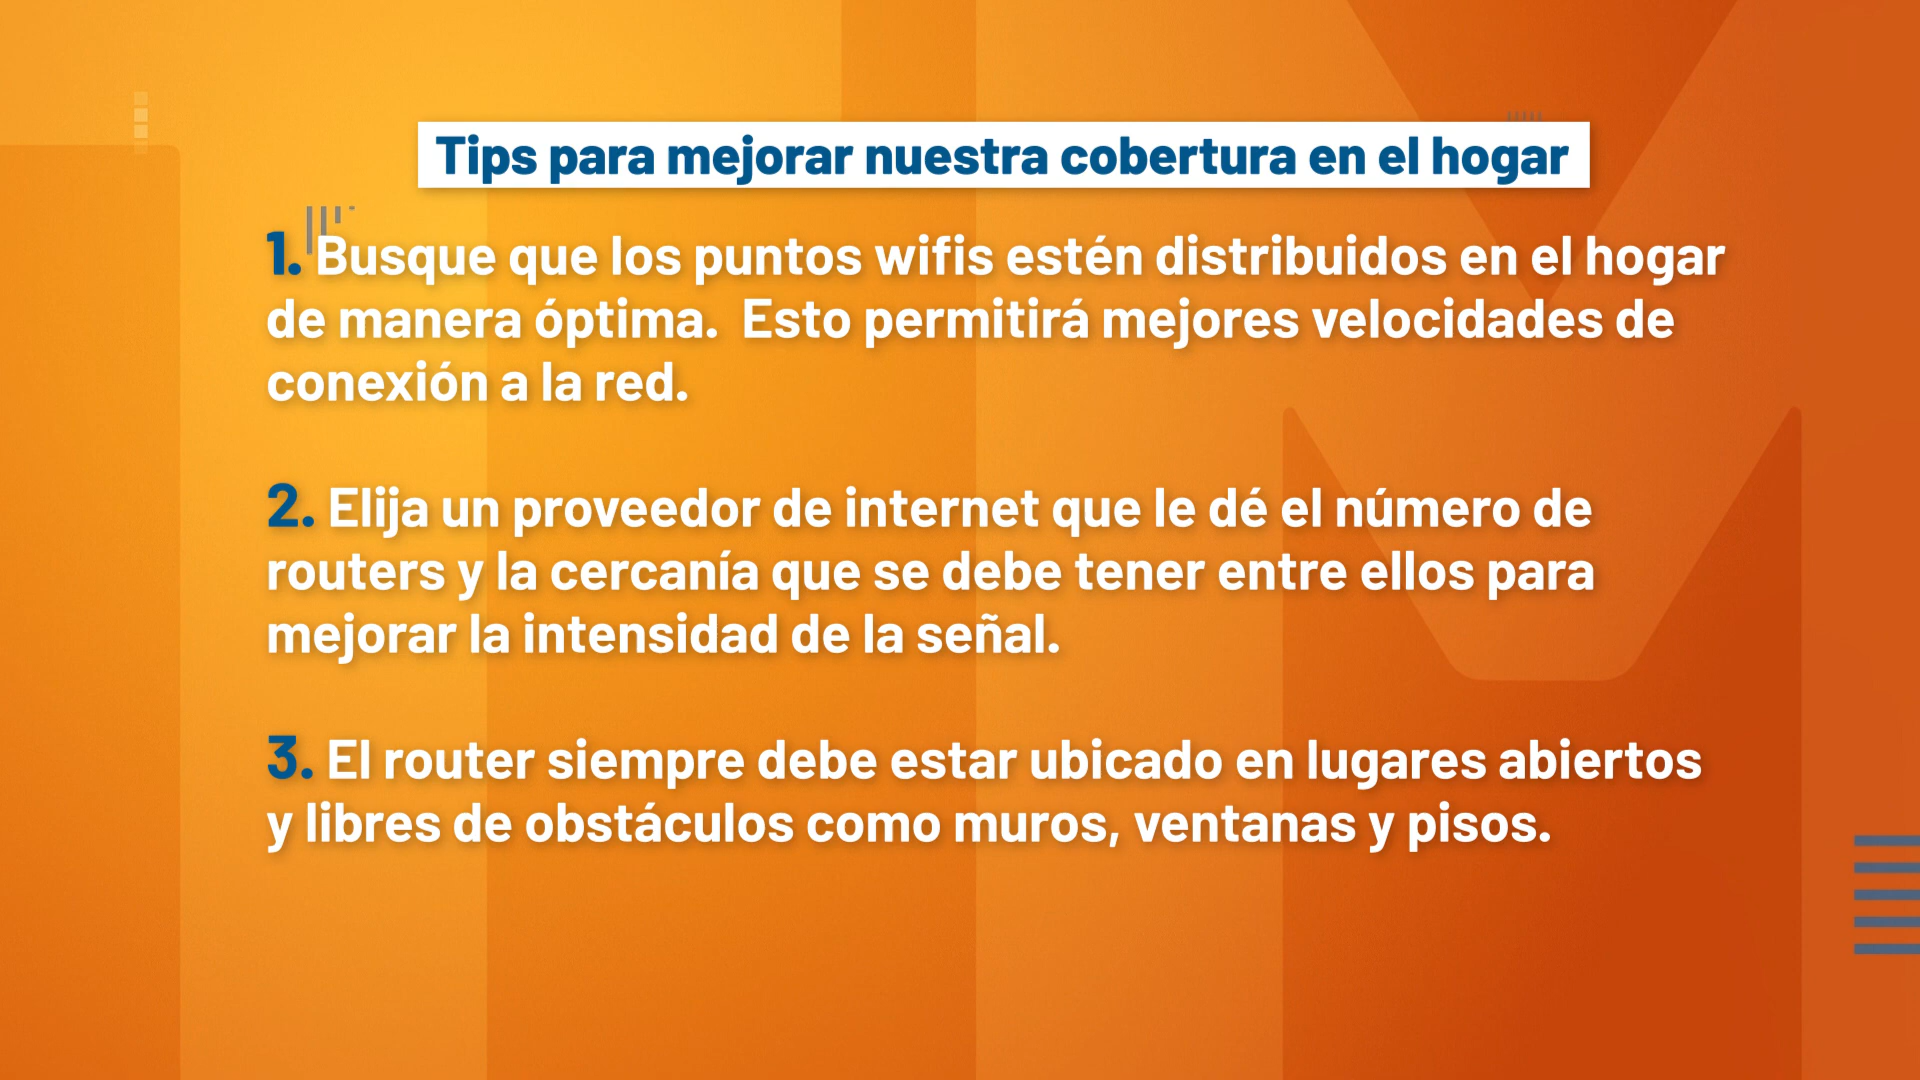 Tips para mejorar nuestra cobertura en el hogar
1. Busque que los puntos wifis estén distribuidos en el hogar
de manera óptima.  Esto permitirá mejores velocidades de
conexión a la red.
2. Elija un proveedor de internet que le dé el número de
routers y la cercanía que se debe tener entre ellos para
mejorar la intensidad de la señal.
3. El router siempre debe estar ubicado en lugares abiertos
y libres de obstáculos como muros, ventanas y pisos.